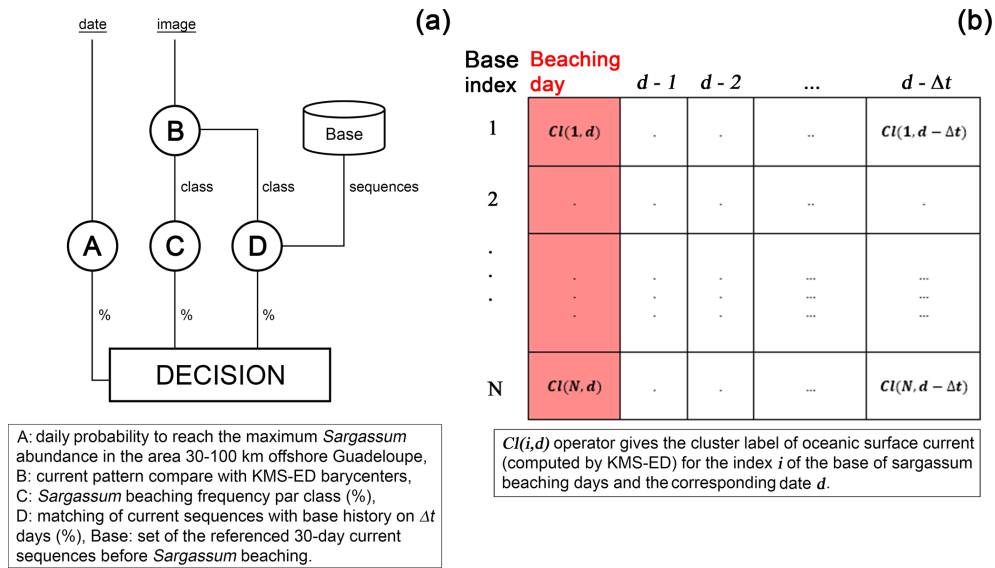 (a)
date
image
B
Base
class
class
sequences
A
C
D
%
%
%
DECISION
A: daily probability to reach the maximum Sargassum
abundance in the area 30-100 km offshore Guadeloupe,
B: current pattern compare with KMS-ED barycenters,
C: Sargassum beaching frequency par class (%),
D: matching of current sequences with base history on Δt
days (%), Base: set of the referenced 30-day current
sequences before Sargassum beaching.
(b)
Base
index
Beaching
day
d - 1
d - 2
...
d - Δt
1
Cl(1, d)
.
.
..
Cl(1, d − Δt)
2
.
.
.
..
.
.
.
.
.
.
.
.
.
.
.
.
.
...
...
...
...
...
...
N
Cl(N, d)
.
.
...
Cl(N, d − Δt)
Cl(i,d) operator gives the cluster label of oceanic surface current
(computed by KMS-ED) for the index i of the base of sargassum
beaching days and the corresponding date d.